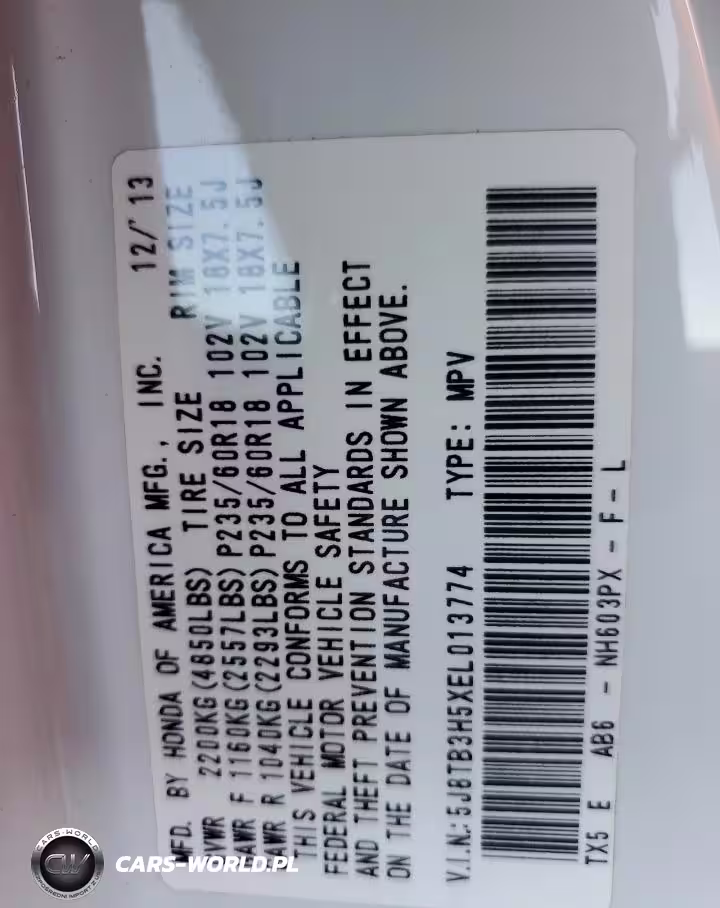 MFD. BY HONDA OF AMERICA MFG., INC. 12/'13
GVWR 2200KG(4850LBS) TIRE SIZE RIM SIZE
GAWR F 1160KG(2557LBS) P235/60R18 102V 18X7.5J
GAWR R 1040KG(2293LBS) P235/60R18 102V 18X7.5J
THIS VEHICLE CONFORMS TO ALL APPLICABLE
FEDERAL MOTOR VEHICLE SAFETY
AND THEFT PREVENTION STANDARDS IN EFFECT
ON THE DATE OF MANUFACTURE SHOWN ABOVE.
V.I.N.: 5J8TB3H5XEL013774 TYPE: MPV
TX5 E AB6 - NH603PX - F - L
CARS-WORLD
CW
CARS-WORLD.PL